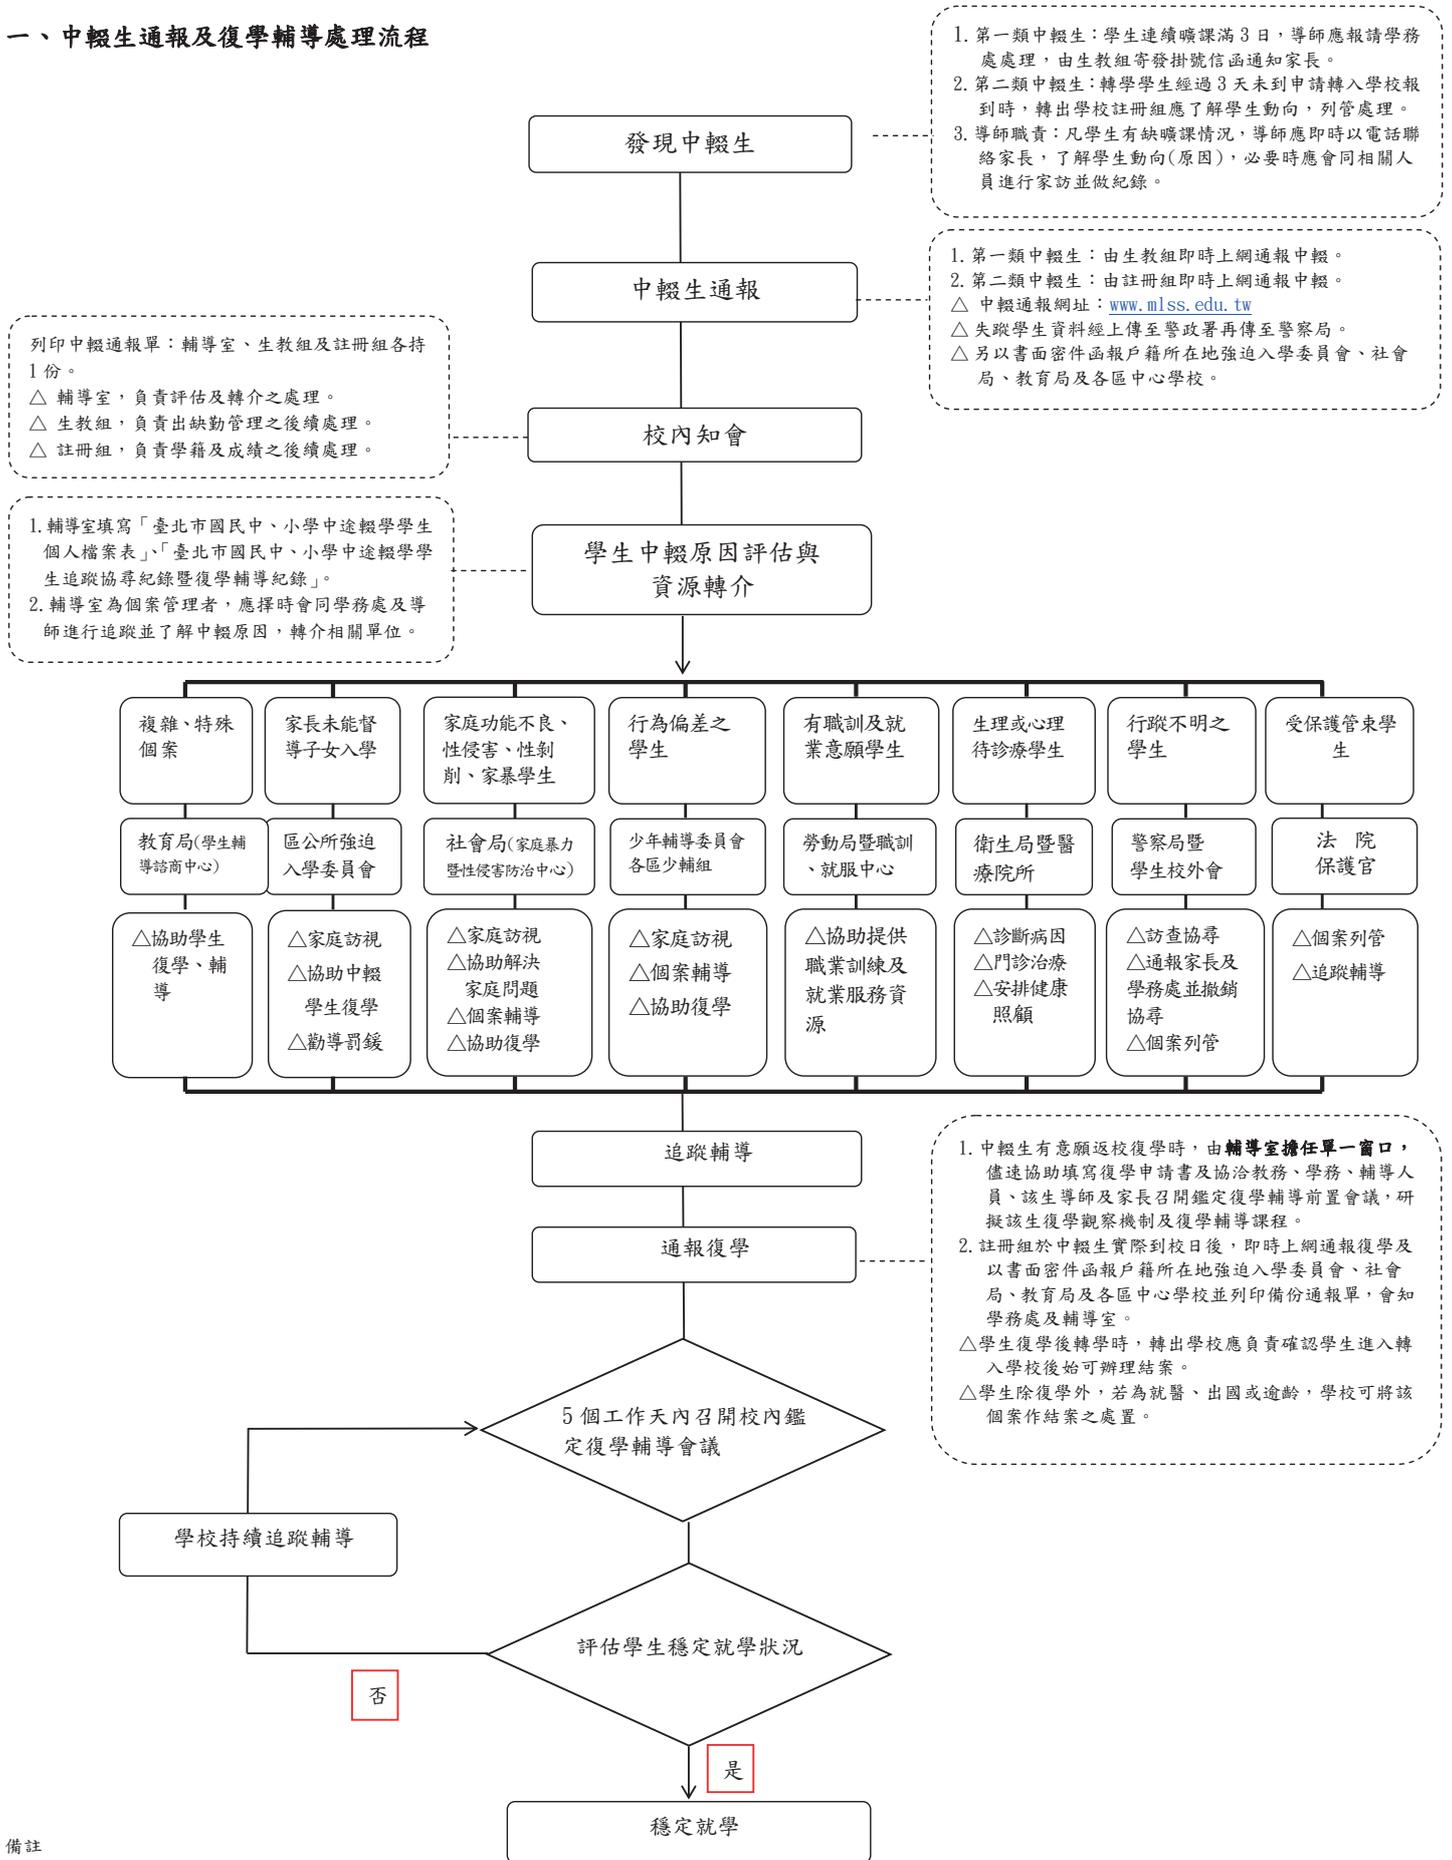 一、中輟生通報及復學輔導處理流程
1. 第一類中輟生：學生連續曠課滿 3 日，導師應報請學務
處處理，由生教組寄發掛號信函通知家長。
2. 第二類中輟生：轉學學生經過 3 天未到申請轉入學校報
到時，轉出學校註冊組應了解學生動向，列管處理。
3. 導師職責：凡學生有缺曠課情況，導師應即時以電話聯
絡家長，了解學生動向(原因)，必要時應會同相關人
員進行家訪並做紀錄。
發現中輟生
1. 第一類中輟生：由生教組即時上網通報中輟。
2. 第二類中輟生：由註冊組即時上網通報中輟。
△ 中輟通報網址：www.mlss.edu.tw
△ 失蹤學生資料經上傳至警政署再傳至警察局。
△ 另以書面密件函報戶籍所在地強迫入學委員會、社會
局、教育局及各區中心學校。
中輟生通報
列印中輟通報單：輔導室、生教組及註冊組各持
1 份。
△ 輔導室，負責評估及轉介之處理。
△ 生教組，負責出缺勤管理之後續處理。
△ 註冊組，負責學籍及成績之後續處理。
校內知會
1. 輔導室填寫「臺北市國民中、小學中途輟學學生
個人檔案表」、「臺北市國民中、小學中途輟學學
生追蹤協尋紀錄暨復學輔導紀錄」。
2. 輔導室為個案管理者，應擇時會同學務處及導
師進行追蹤並了解中輟原因，轉介相關單位。
學生中輟原因評估與
資源轉介
複雜、特殊
個案
家長未能督
導子女入學
家庭功能不良、
性侵害、性剝
削、家暴學生
行為偏差之
學生
有職訓及就
業意願學生
生理或心理
待診療學生
行蹤不明之
學生
受保護管束學
生
教育局(學生輔
導諮商中心)
區公所強迫
入學委員會
社會局(家庭暴力
暨性侵害防治中心)
少年輔導委員會
各區少輔組
勞動局暨職訓
、就服中心
衛生局暨醫
療院所
警察局暨
學生校外會
法　院
保護官
△協助學生
復學、輔
導
△家庭訪視
△協助中輟
學生復學
△勸導罰鍰
△家庭訪視
△協助解決
家庭問題
△個案輔導
△協助復學
△家庭訪視
△個案輔導
△協助復學
△協助提供
職業訓練及
就業服務資
源
△診斷病因
△門診治療
△安排健康
照顧
△訪查協尋
△通報家長及
學務處並撤銷
協尋
△個案列管
△個案列管
△追蹤輔導
追蹤輔導
1. 中輟生有意願返校復學時，由輔導室擔任單一窗口，
儘速協助填寫復學申請書及協洽教務、學務、輔導人
員、該生導師及家長召開鑑定復學輔導前置會議，研
擬該生復學觀察機制及復學輔導課程。
2. 註冊組於中輟生實際到校日後，即時上網通報復學及
以書面密件函報戶籍所在地強迫入學委員會、社會
局、教育局及各區中心學校並列印備份通報單，會知
學務處及輔導室。
△學生復學後轉學時，轉出學校應負責確認學生進入轉
入學校後始可辦理結案。
△學生除復學外，若為就醫、出國或逾齡，學校可將該
個案作結案之處置。
通報復學
5 個工作天內召開校內鑑
定復學輔導會議
學校持續追蹤輔導
評估學生穩定就學狀況
否
是
穩定就學
備註